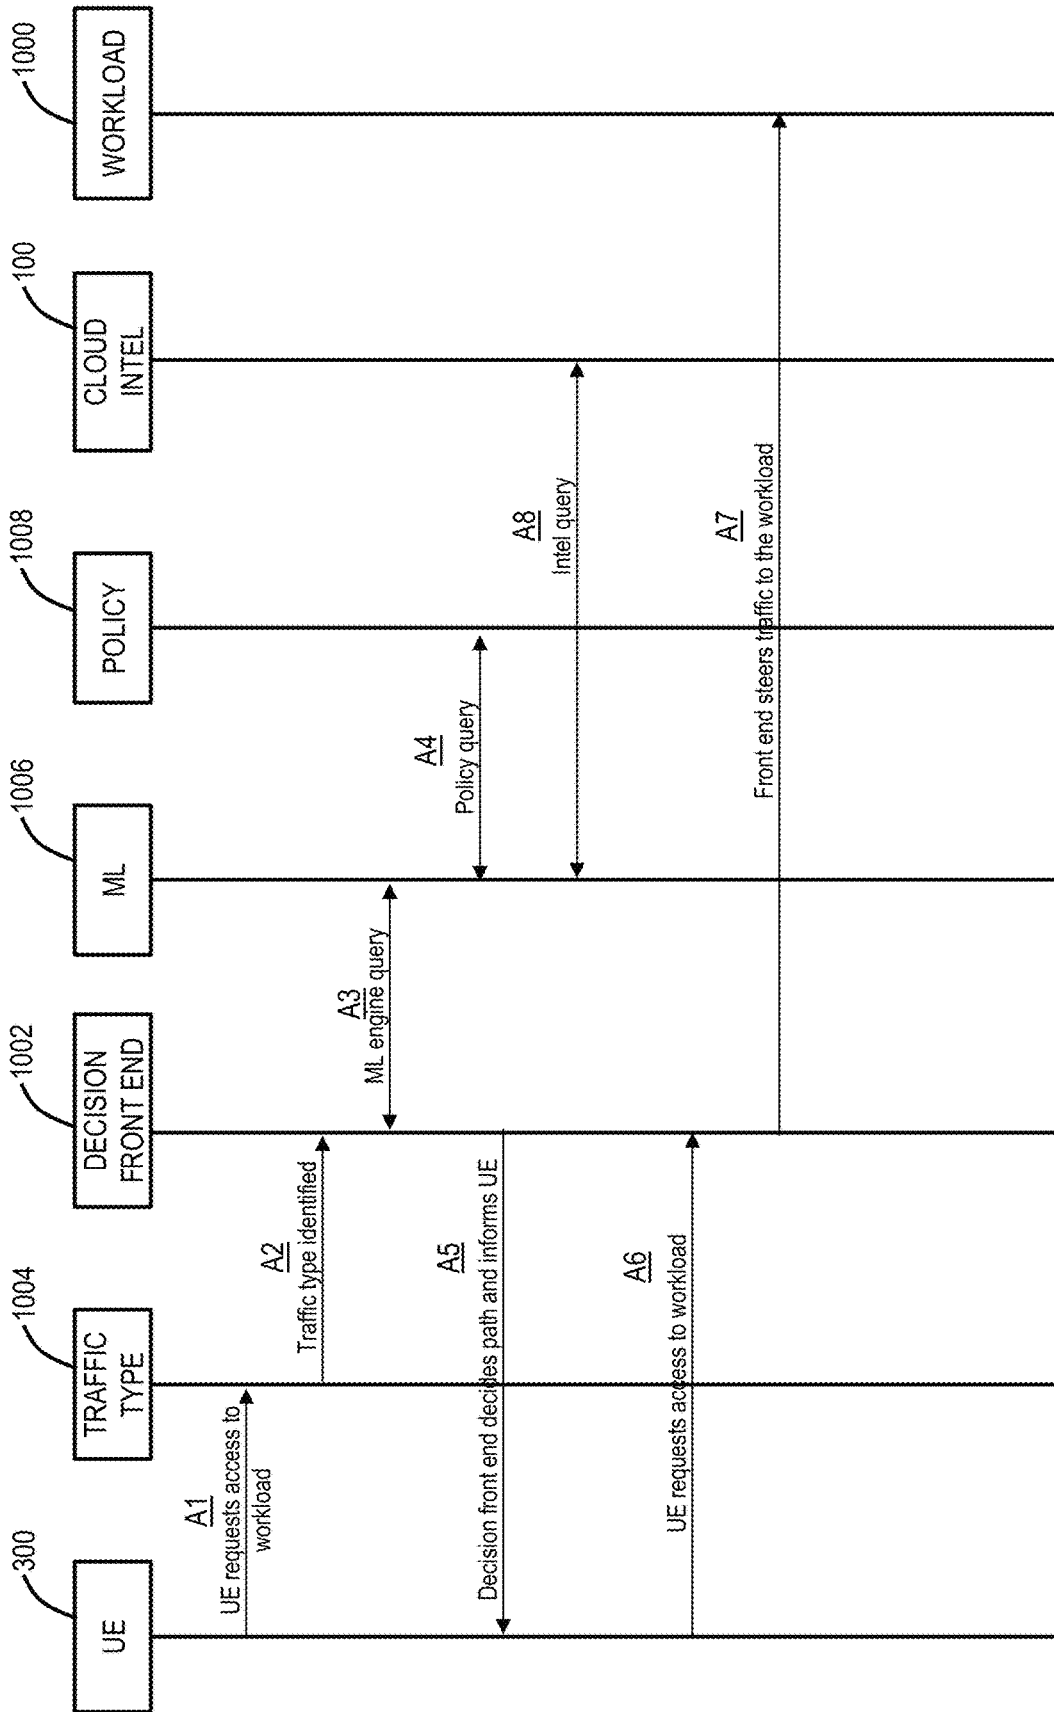 300
1004
1002
1006
1008
100
1000
UE
TRAFFIC
TYPE
DECISION
FRONT END
ML
POLICY
CLOUD
INTEL
WORKLOAD
A1
UE requests access to
workload
A2
Traffic type identified
A3
ML engine query
A4
Policy query
A5
Decision front end decides path and informs UE
A8
Intel query
A6
UE requests access to workload
A7
Front end steers traffic to the workload